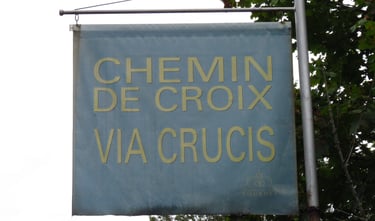 CHEMIN
DE CROIX
VIA CRUCIS